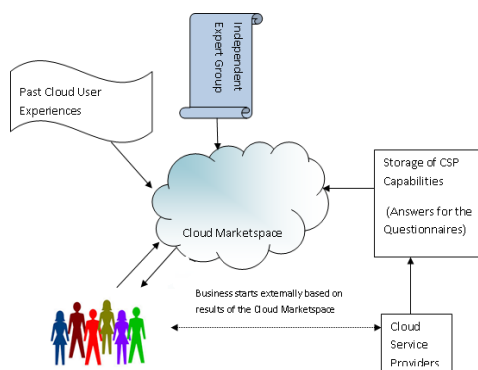 Independent
Expert Group
Past Cloud User
Experiences
Storage of CSP
Capabilities
(Answers for the
Questionnaires)
Cloud Marketspace
Business starts externally based on
results of the Cloud Marketspace
Cloud
Service
Providers